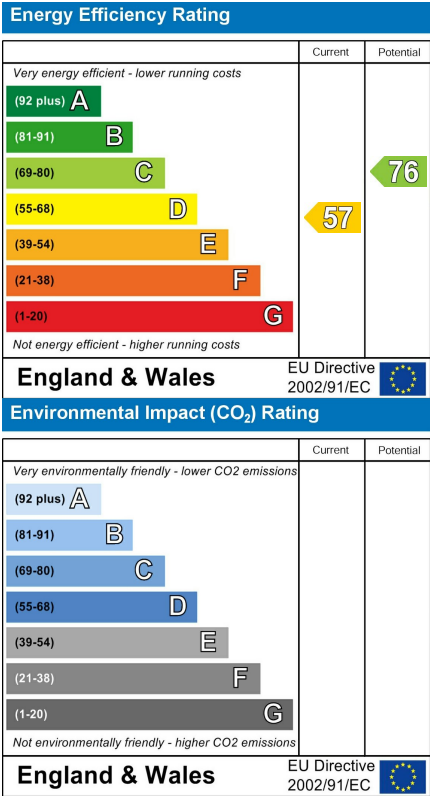 Energy Efficiency Rating
Current Potential
Very energy efficient - lower running costs
(92 plus) A
(81-91) B
(69-80) C
(55-68) D
(39-54) E
(21-38) F
(1-20) G
57
76
Not energy efficient - higher running costs
England & Wales
EU Directive
2002/91/EC
Environmental Impact (CO₂) Rating
Current Potential
Very environmentally friendly - lower CO2 emissions
(92 plus) A
(81-91) B
(69-80) C
(55-68) D
(39-54) E
(21-38) F
(1-20) G
Not environmentally friendly - higher CO2 emissions
England & Wales
EU Directive
2002/91/EC